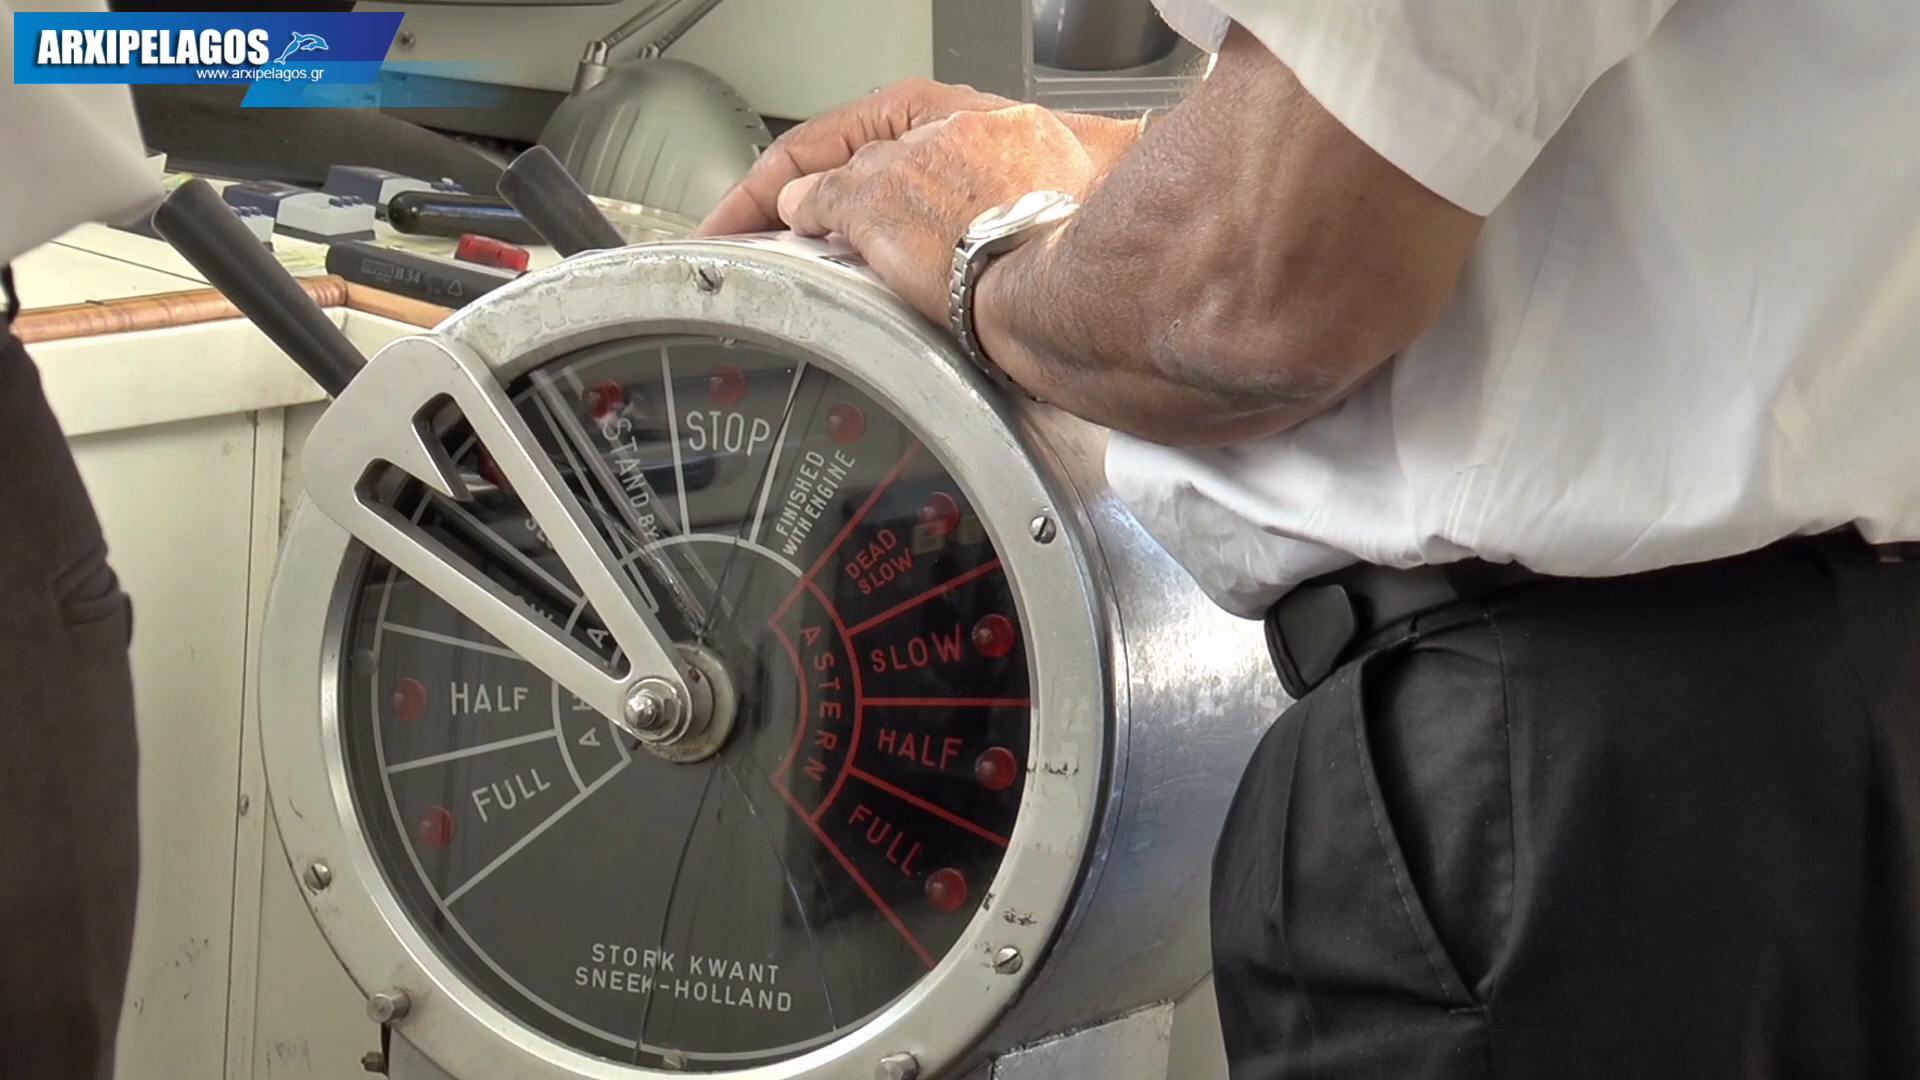 ARXIPELAGOS
www.arxipelagos.gr
STAND BY
STOP
FINISHED
WITH ENGINE
DEAD
SLOW
SLOW
HALF
FULL
ASTERN
HALF
FULL
STORK KWANT
SNEEK-HOLLAND